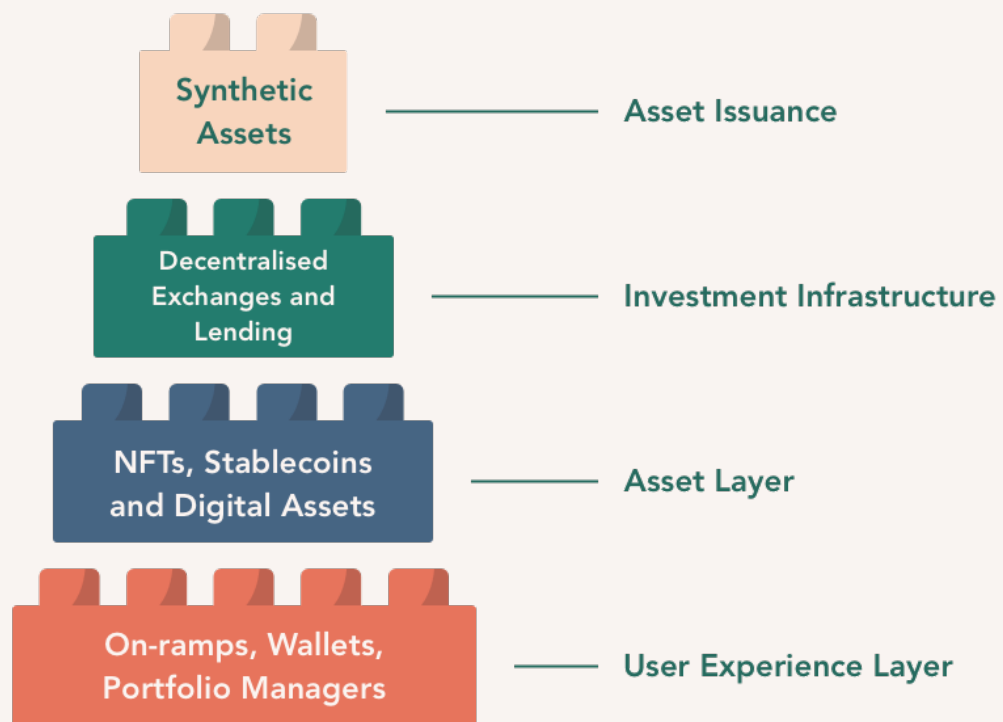 Synthetic
Assets
Asset Issuance
Decentralised
Exchanges and
Lending
Investment Infrastructure
NFTs, Stablecoins
and Digital Assets
Asset Layer
On-ramps, Wallets,
Portfolio Managers
User Experience Layer